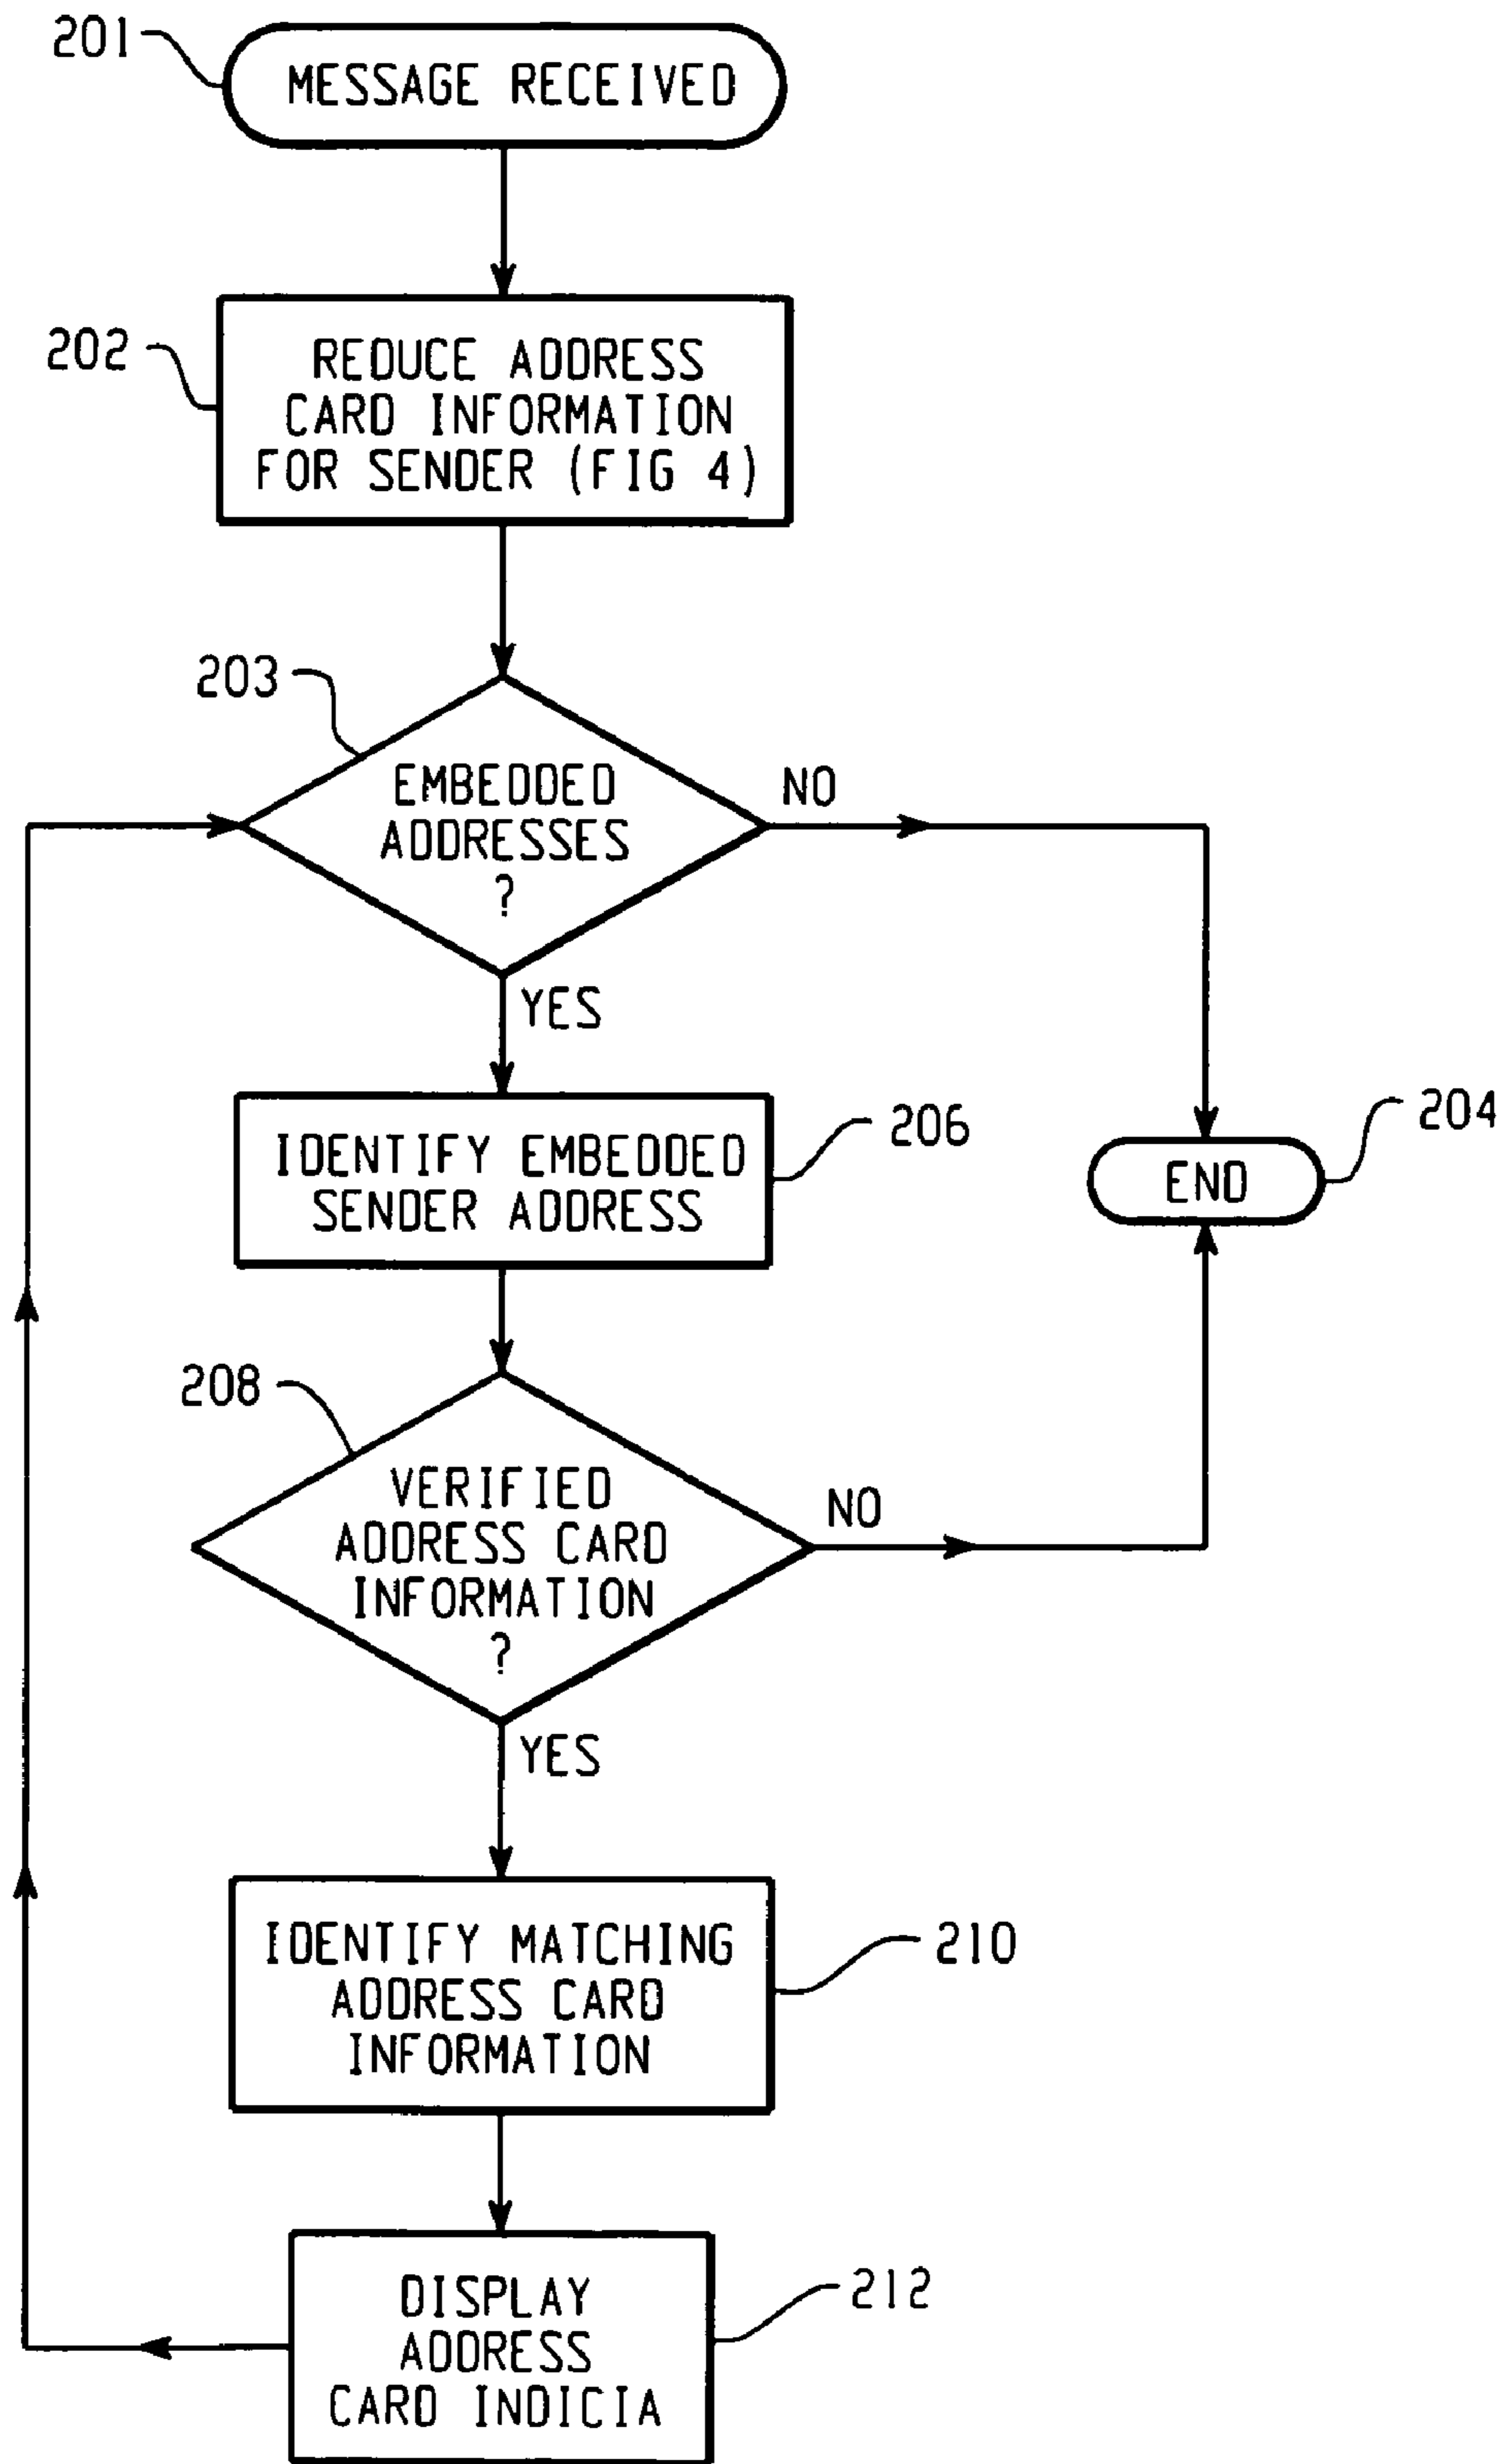 201
MESSAGE RECEIVED
202
REDUCE ADDRESS
CARD INFORMATION
FOR SENDER (FIG 4)
203
EMBEDDED
ADDRESSES
?
NO
YES
206
IDENTIFY EMBEDDED
SENDER ADDRESS
204
END
208
VERIFIED
ADDRESS CARD
INFORMATION
?
NO
YES
210
IDENTIFY MATCHING
ADDRESS CARD
INFORMATION
212
DISPLAY
ADDRESS
CARD INDICIA